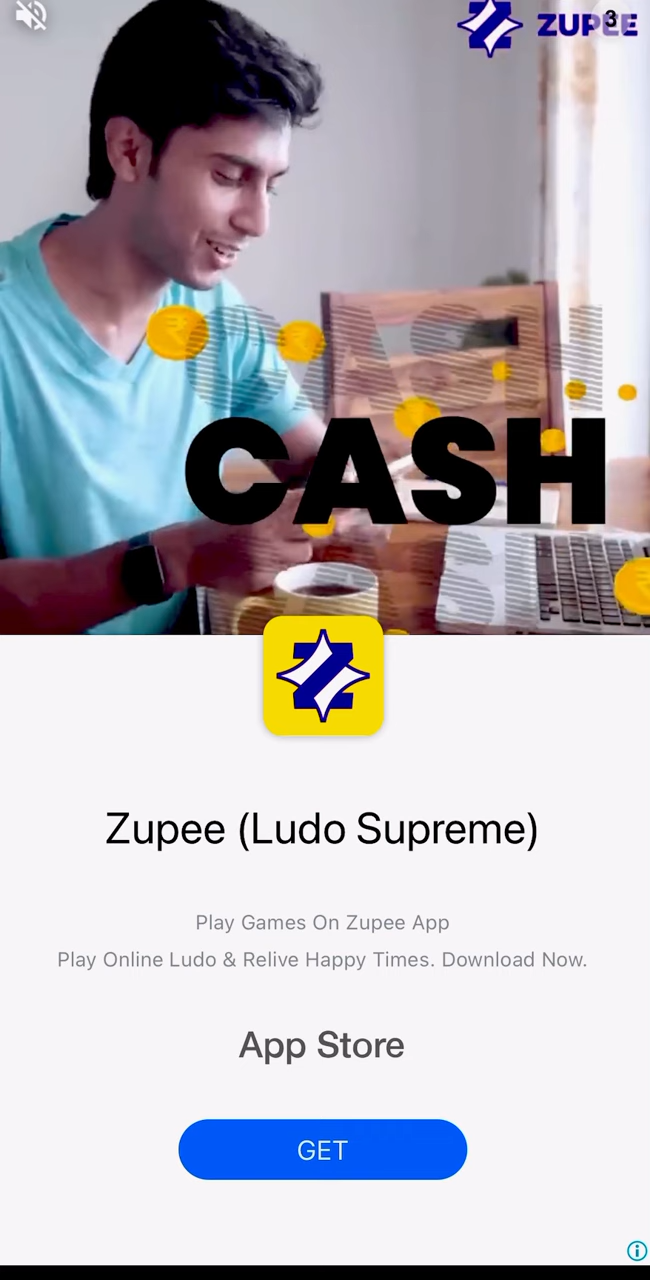 3
ZUPEE
CASH
CASH
Zupee (Ludo Supreme)
Play Games On Zupee App
Play Online Ludo & Relive Happy Times. Download Now.
App Store
GET